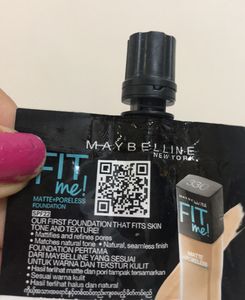 MAYBELLINE
NEW YORK
FIT
me!
MATTE+PORELESS
FOUNDATION
SPF22
OUR FIRST FOUNDATION THAT FITS SKIN
TONE AND TEXTURE!
• Mattifies and refines pores
• Matches natural tone • Natural, seamless finish
FOUNDATION PERTAMA
DARI MAYBELLINE YANG SESUAI
UNTUK WARNA DAN TEKSTUR KULIT
• Hasil terlihat matte dan pori tampak tersamarkan
• Sesuai warna kulit
• Hasil terlihat halus dan natural
330
MAYBELLINE
FIT
me!
MATTE
PORELESS